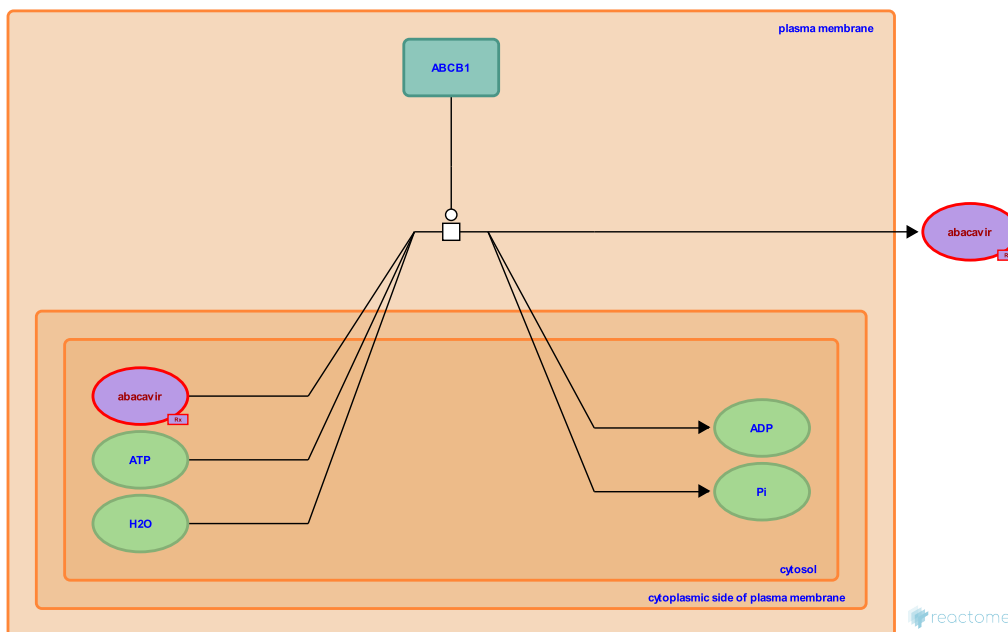 plasma membrane
ABCB1
abacavir
abacavir
Rx
ATP
H2O
ADP
Pi
cytosol
cytoplasmic side of plasma membrane
reactome